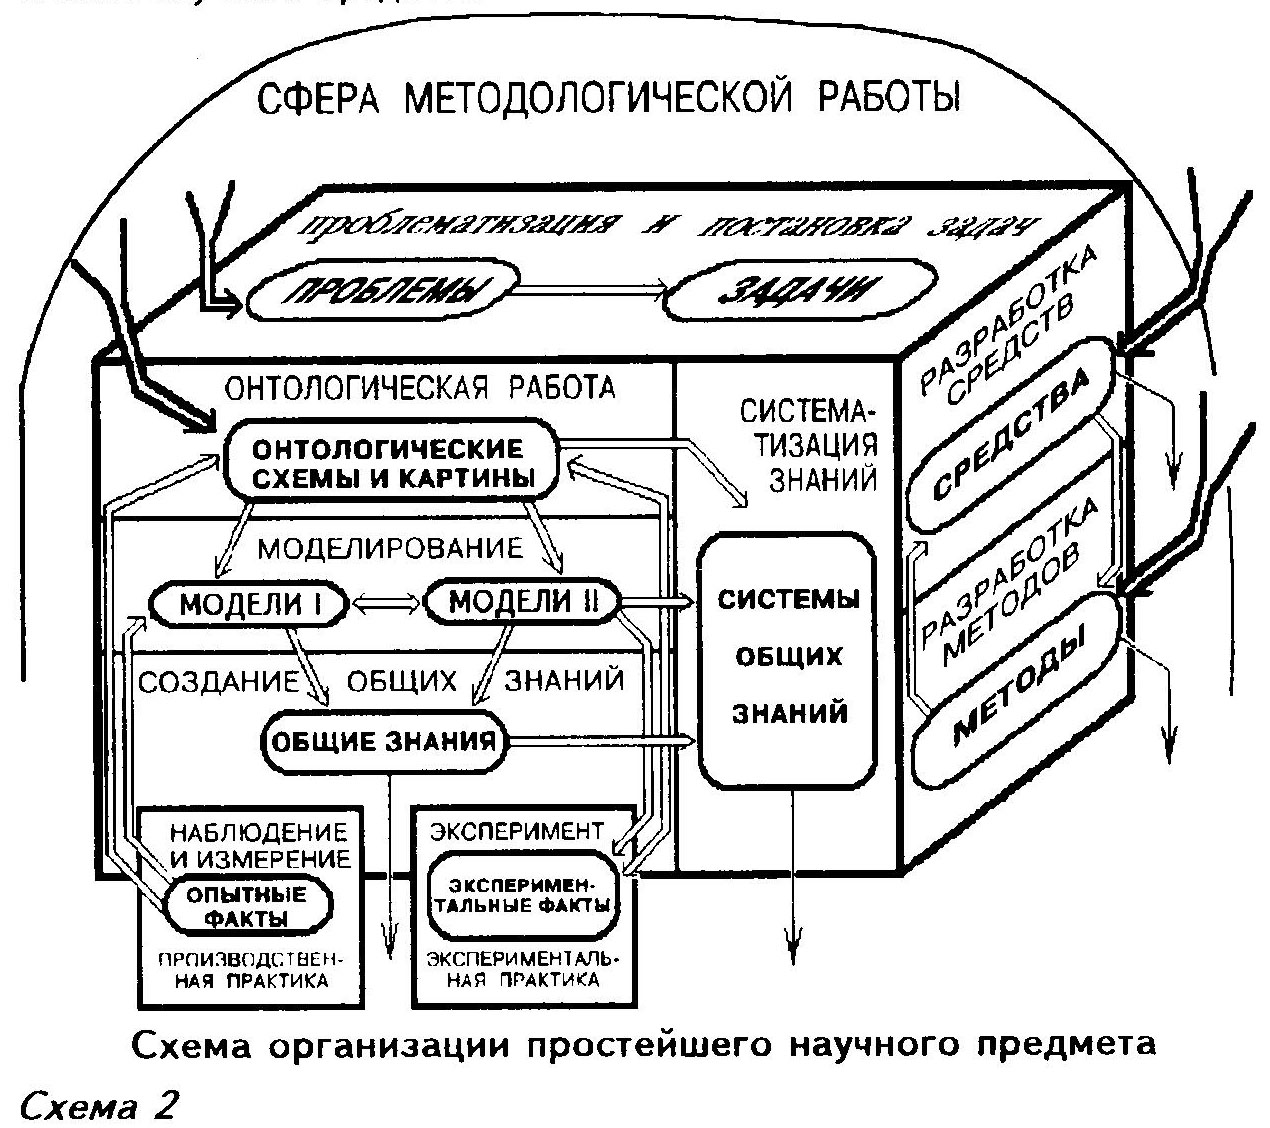 СФЕРА МЕТОДОЛОГИЧЕСКОЙ РАБОТЫ
проблематизация и постановка задач
ПРОБЛЕМЫ
ЗАДАЧИ
РАЗРАБОТКА
СРЕДСТВ
СРЕДСТВА
РАЗРАБОТКА
МЕТОДОВ
МЕТОДЫ
ОНТОЛОГИЧЕСКАЯ РАБОТА
ОНТОЛОГИЧЕСКИЕ
СХЕМЫ И КАРТИНЫ
СИСТЕМА-
ТИЗАЦИЯ
ЗНАНИЙ
МОДЕЛИРОВАНИЕ
МОДЕЛИ I
МОДЕЛИ II
СИСТЕМЫ
ОБЩИХ
ЗНАНИЙ
СОЗДАНИЕ ОБЩИХ ЗНАНИЙ
ОБЩИЕ ЗНАНИЯ
НАБЛЮДЕНИЕ
И ИЗМЕРЕНИЕ
ОПЫТНЫЕ
ФАКТЫ
ПРОИЗВОДСТВЕН-
НАЯ ПРАКТИКА
ЭКСПЕРИМЕНТ
ЭКСПЕРИМЕН-
ТАЛЬНЫЕ ФАКТЫ
ЭКСПЕРИМЕНТАЛЬ-
НАЯ ПРАКТИКА
Схема организации простейшего научного предмета
Схема 2